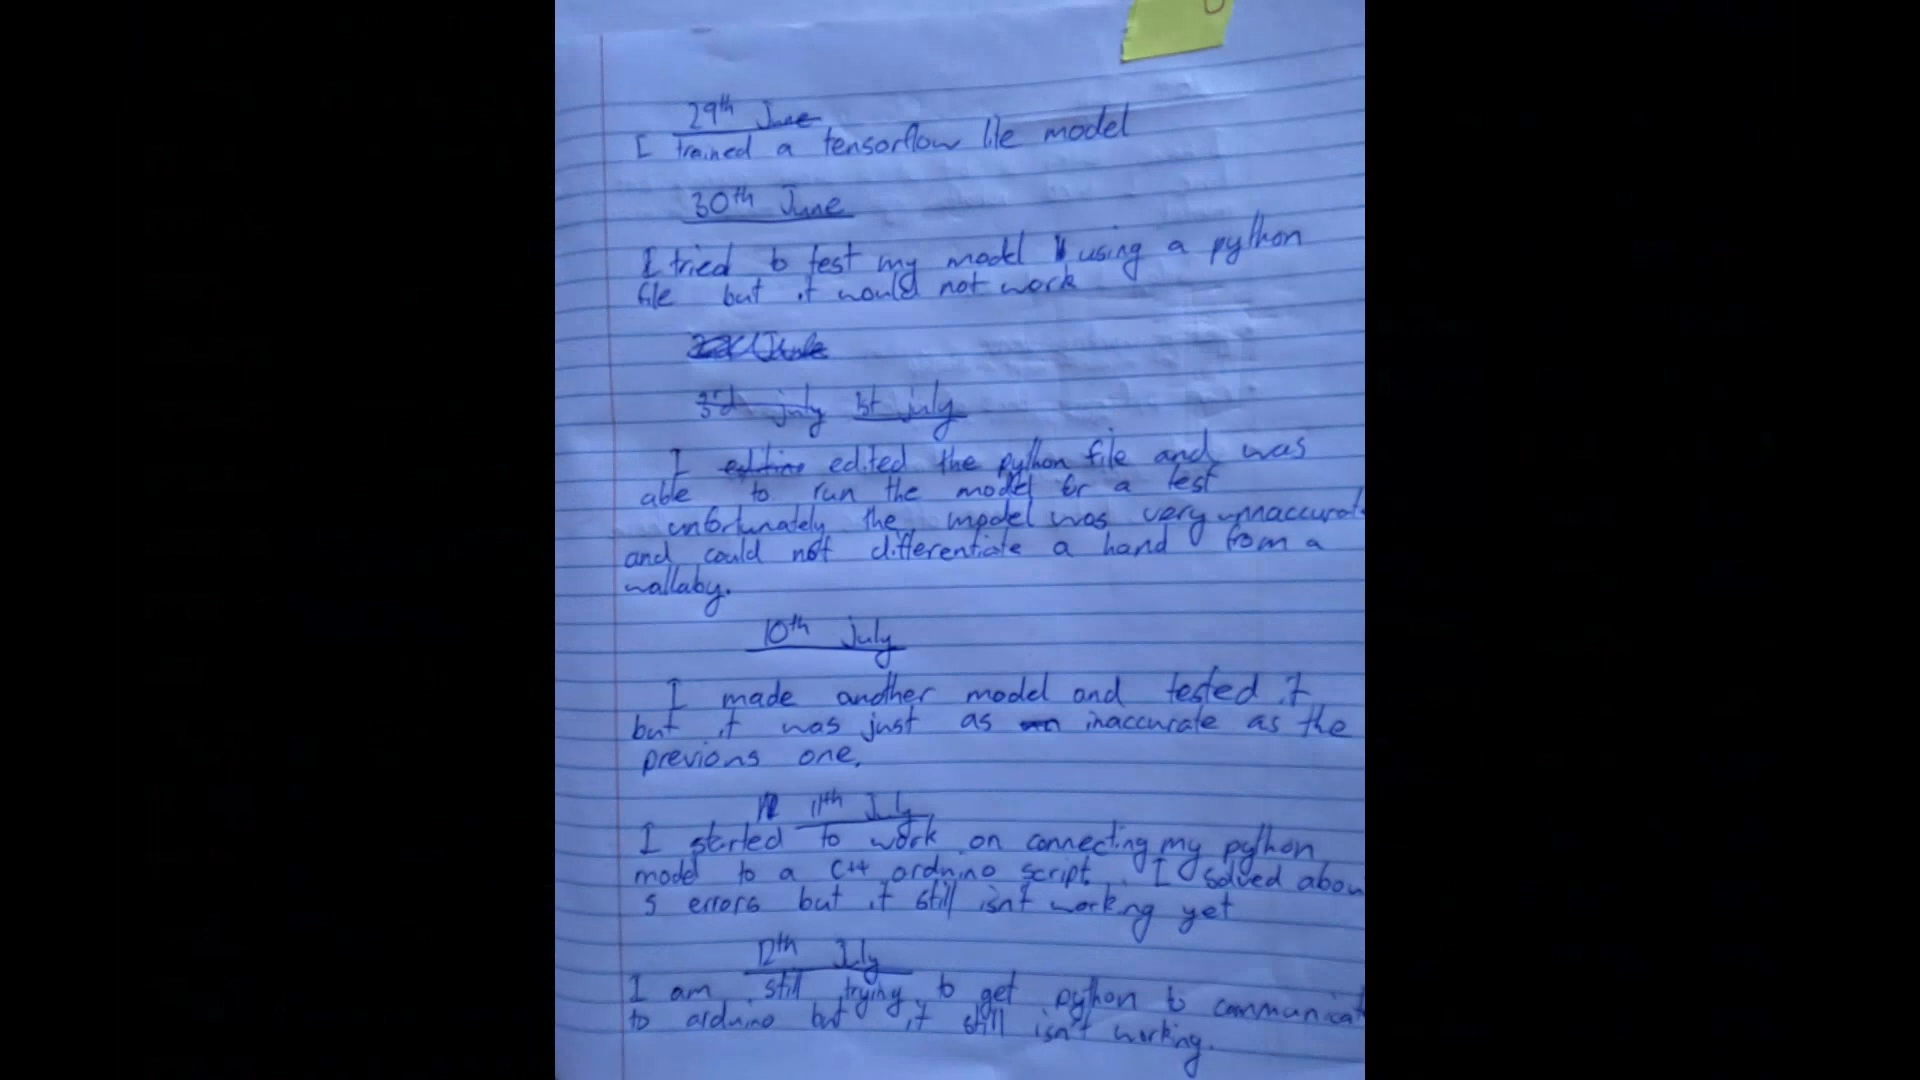 29th June
I trained a tensorflow lite model
30th June
I tried to test my model using a python
file but it would not work
June
3rd july 1st july
I editing edited the python file and was
able to run the model for a test
unfortunately the model was very unnaccurat
and could not differentiate a hand from a
wallaby.
10th july
I made another model and tested it
but it was just as inaccurate as the
previous one.
11th July
I started to work on connecting my python
model to a C++ arduino script. I solved abou
5 errors but it still isnt working yet
12th July
I am still trying to get python to communicat
to arduino but it still isn't working.